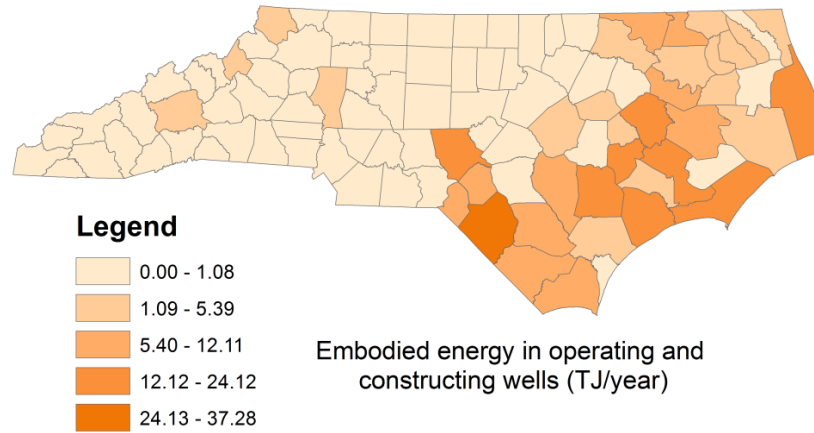 Legend
0.00 - 1.08
1.09 - 5.39
5.40 - 12.11
12.12 - 24.12
24.13 - 37.28
Embodied energy in operating and
constructing wells (TJ/year)